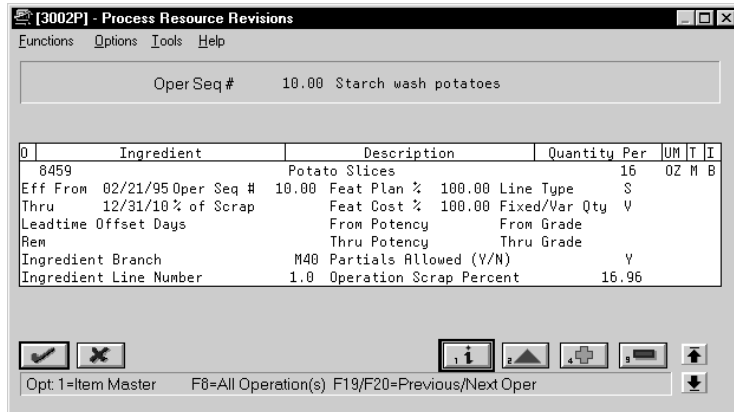 [3002P] - Process Resource Revisions
Functions Options Tools Help
Oper Seq # 10.00 Starch wash potatoes
O Ingredient Description Quantity Per UM T I
8459 Potato Slices 16 OZ M B
Eff From 02/21/95 Oper Seq # 10.00 Feat Plan % 100.00 Line Type S
Thru 12/31/10 % of Scrap Feat Cost % 100.00 Fixed/Var Qty V
Leadtime Offset Days From Potency From Grade
Rem Thru Potency Thru Grade
Ingredient Branch M40 Partials Allowed (Y/N) Y
Ingredient Line Number 1.0 Operation Scrap Percent 16.96
1 i 2 4 9
Opt: 1=Item Master F8=All Operation(s) F19/F20=Previous/Next Oper